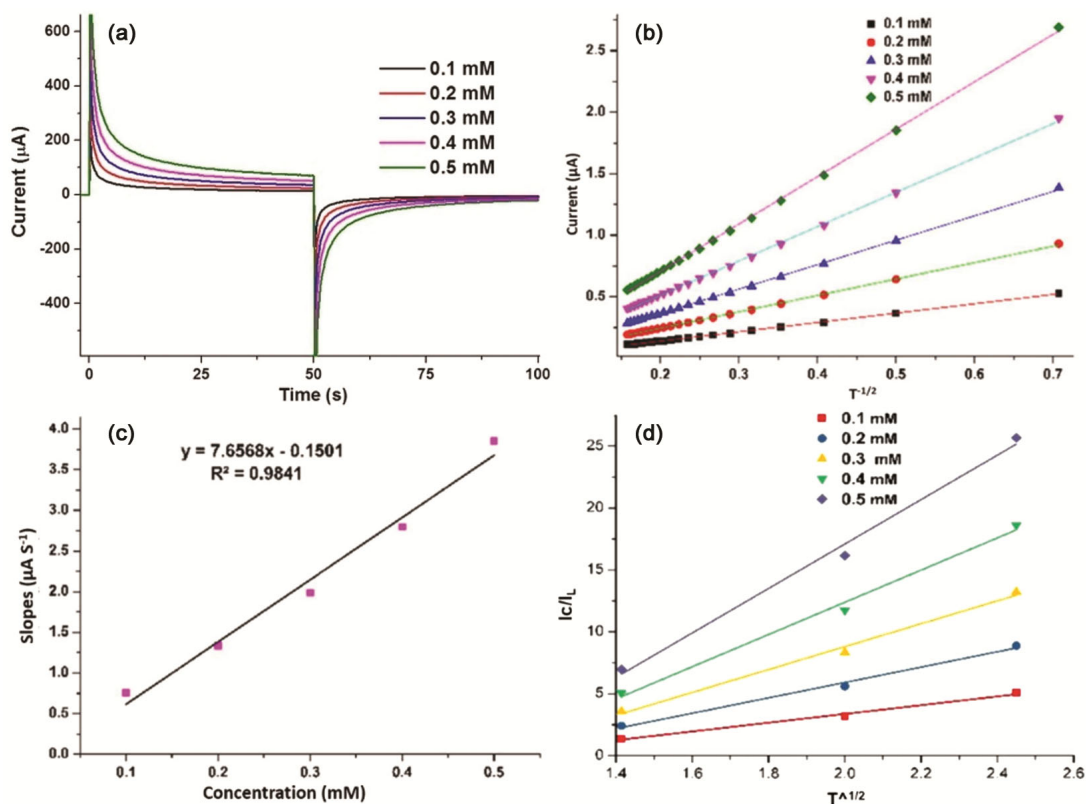 (a)
600
400
200
0
-200
-400
Current (µA)
0.1 mM
0.2 mM
0.3 mM
0.4 mM
0.5 mM
0 25 50 75 100
Time (s)
(b)
2.5
2.0
1.5
1.0
0.5
Current (µA)
0.1 mM
0.2 mM
0.3 mM
0.4 mM
0.5 mM
0.2 0.3 0.4 0.5 0.6 0.7
T-1/2
(c)
y = 7.6568x - 0.1501
R² = 0.9841
4.0
3.5
3.0
2.5
2.0
1.5
1.0
0.5
0.0
Slopes (µA S-1)
0.1 0.2 0.3 0.4 0.5
Concentration (mM)
(d)
25
20
15
10
5
0
Ic/IL
0.1 mM
0.2 mM
0.3 mM
0.4 mM
0.5 mM
1.4 1.6 1.8 2.0 2.2 2.4 2.6
T^1/2